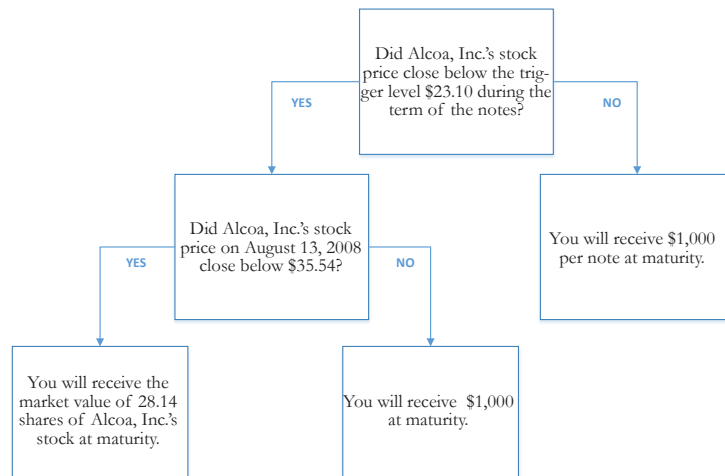 Did Alcoa, Inc.'s stock
price close below the trig-
ger level $23.10 during the
term of the notes?
YES
NO
Did Alcoa, Inc.'s stock
price on August 13, 2008
close below $35.54?
You will receive $1,000
per note at maturity.
YES
NO
You will receive the
market value of 28.14
shares of Alcoa, Inc.'s
stock at maturity.
You will receive $1,000
at maturity.